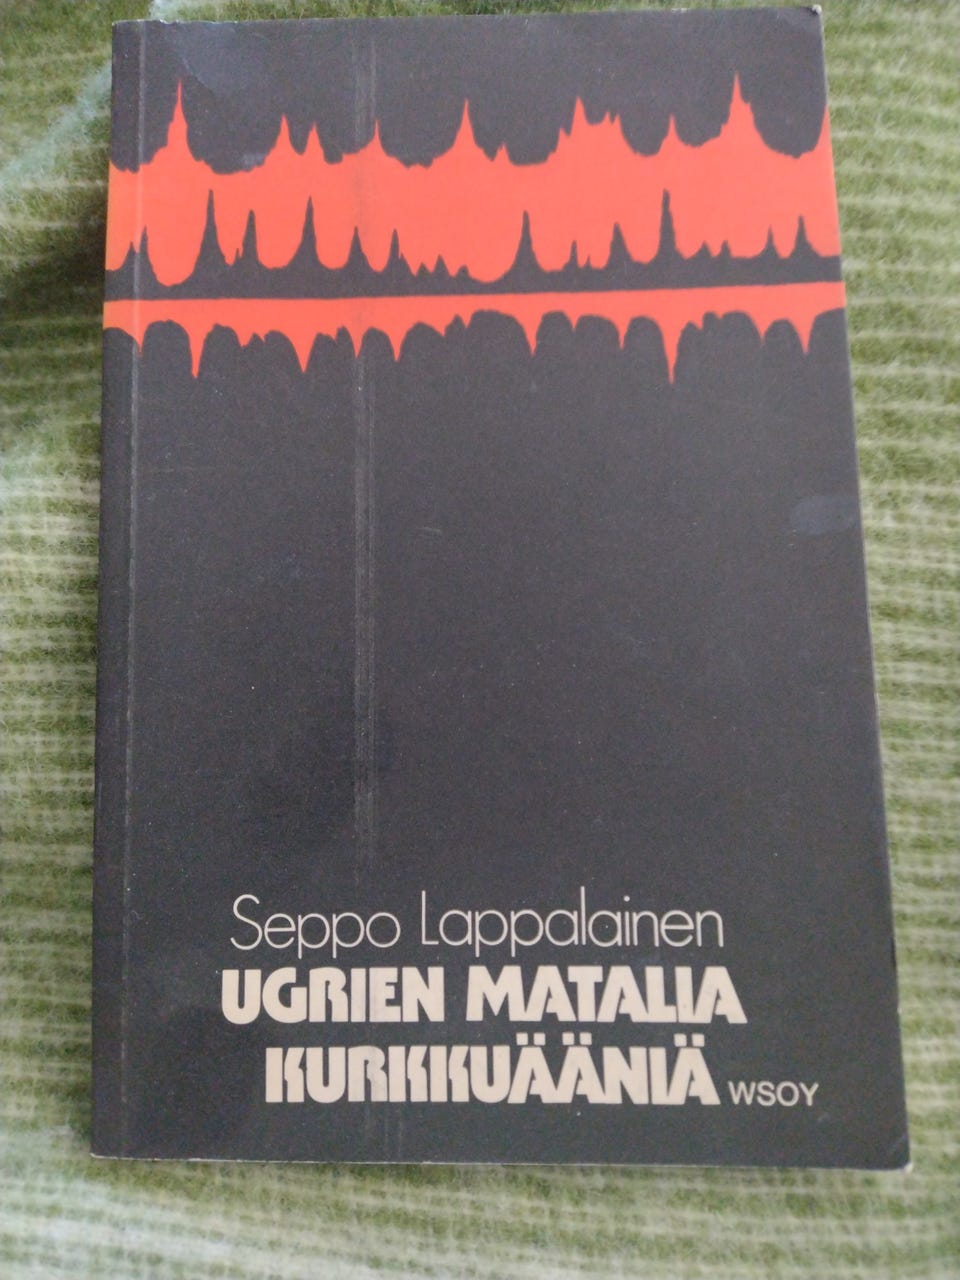 Seppo Lappalainen
UGRIEN MATALIA
KURKKUÄÄNIÄ WSOY